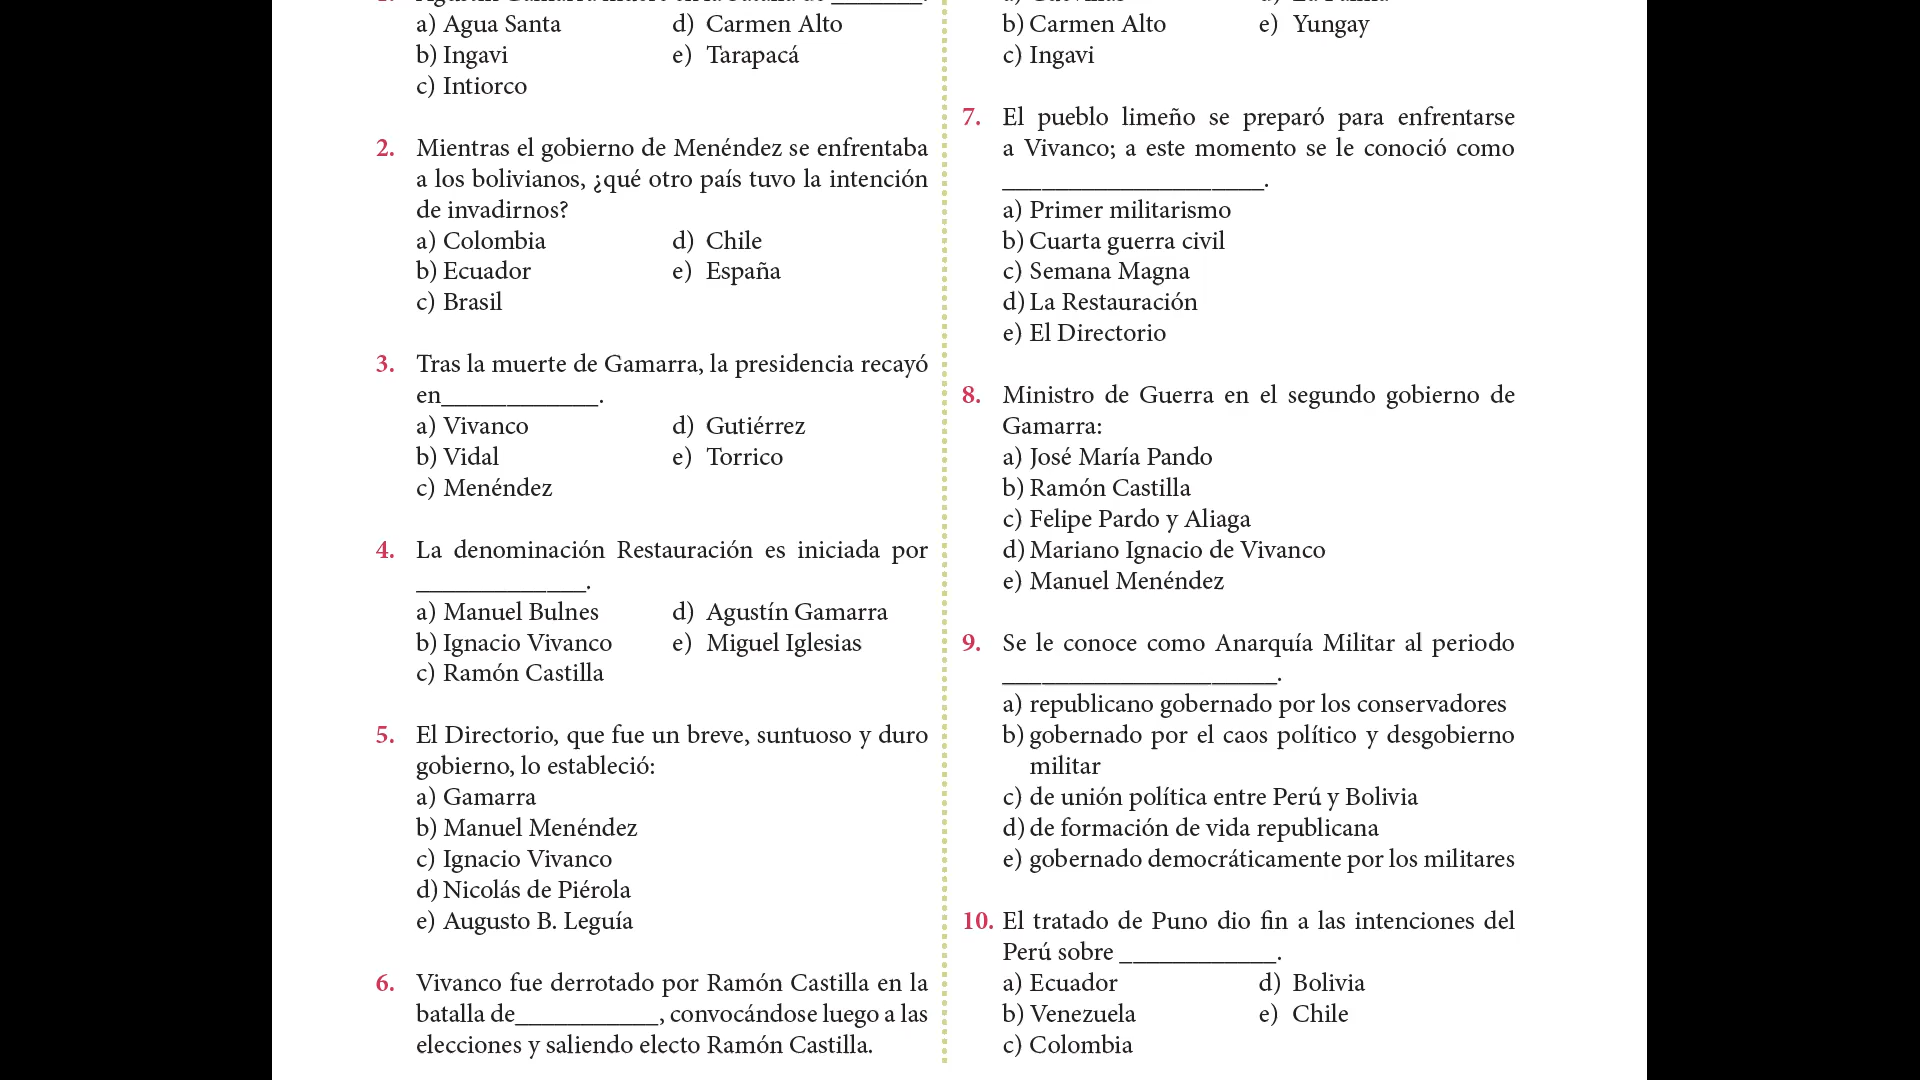 a) Agua Santa d) Carmen Alto
b) Ingavi e) Tarapacá
c) Intiorco
2. Mientras el gobierno de Menéndez se enfrentaba
a los bolivianos, ¿qué otro país tuvo la intención
de invadirnos?
a) Colombia d) Chile
b) Ecuador e) España
c) Brasil
3. Tras la muerte de Gamarra, la presidencia recayó
en____________.
a) Vivanco d) Gutiérrez
b) Vidal e) Torrico
c) Menéndez
4. La denominación Restauración es iniciada por
_____________.
a) Manuel Bulnes d) Agustín Gamarra
b) Ignacio Vivanco e) Miguel Iglesias
c) Ramón Castilla
5. El Directorio, que fue un breve, suntuoso y duro
gobierno, lo estableció:
a) Gamarra
b) Manuel Menéndez
c) Ignacio Vivanco
d) Nicolás de Piérola
e) Augusto B. Leguía
6. Vivanco fue derrotado por Ramón Castilla en la
batalla de___________, convocándose luego a las
elecciones y saliendo electo Ramón Castilla.
b) Carmen Alto e) Yungay
c) Ingavi
7. El pueblo limeño se preparó para enfrentarse
a Vivanco; a este momento se le conoció como
____________________.
a) Primer militarismo
b) Cuarta guerra civil
c) Semana Magna
d) La Restauración
e) El Directorio
8. Ministro de Guerra en el segundo gobierno de
Gamarra:
a) José María Pando
b) Ramón Castilla
c) Felipe Pardo y Aliaga
d) Mariano Ignacio de Vivanco
e) Manuel Menéndez
9. Se le conoce como Anarquía Militar al periodo
_____________________.
a) republicano gobernado por los conservadores
b) gobernado por el caos político y desgobierno
militar
c) de unión política entre Perú y Bolivia
d) de formación de vida republicana
e) gobernado democráticamente por los militares
10. El tratado de Puno dio fin a las intenciones del
Perú sobre ____________.
a) Ecuador d) Bolivia
b) Venezuela e) Chile
c) Colombia